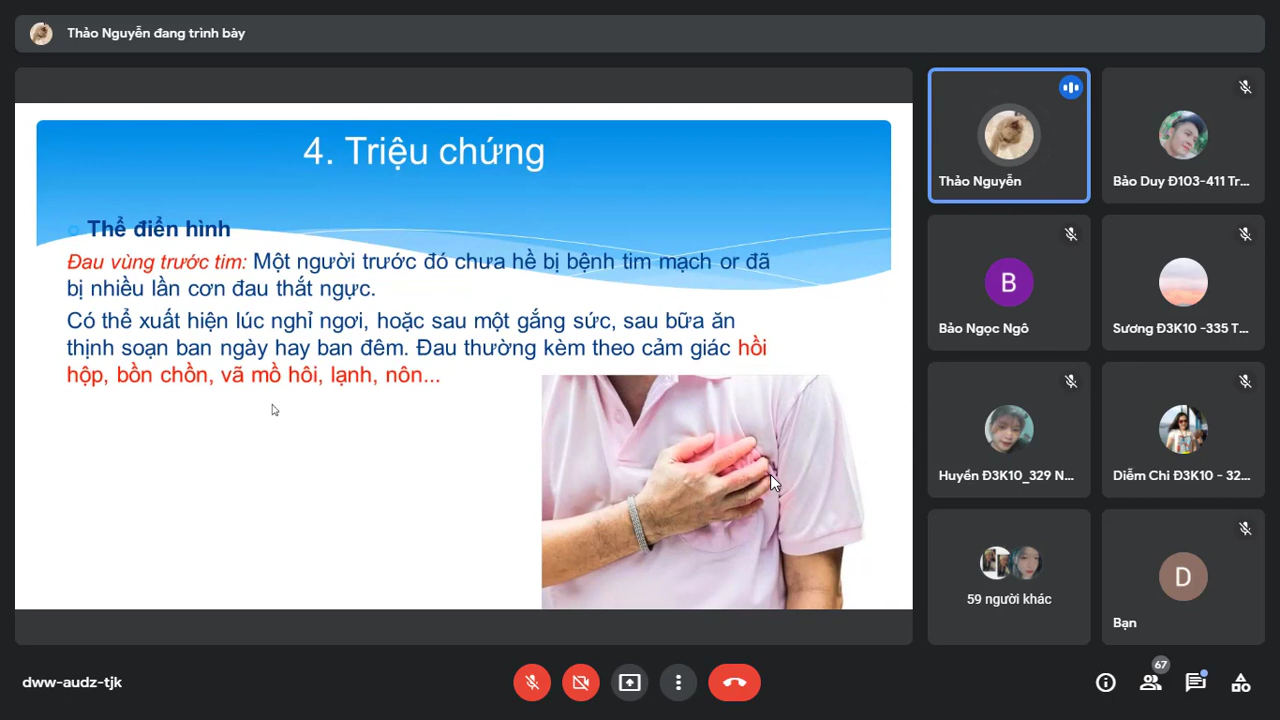 Thảo Nguyễn đang trình bày
4. Triệu chứng
Thể điển hình
Đau vùng trước tim: Một người trước đó chưa hề bị bệnh tim mạch or đã
bị nhiều lần cơn đau thắt ngực.
Có thể xuất hiện lúc nghỉ ngơi, hoặc sau một gắng sức, sau bữa ăn
thịnh soạn ban ngày hay ban đêm. Đau thường kèm theo cảm giác hồi
hộp, bồn chồn, vã mồ hôi, lạnh, nôn...
Thảo Nguyễn
Bảo Duy Đ103-411 Tr...
B
Bảo Ngọc Ngô
Sương Đ3K10 -335 T...
Huyền Đ3K10_329 N...
Diễm Chi Đ3K10 - 32...
59 người khác
D
Bạn
dww-audz-tjk
67